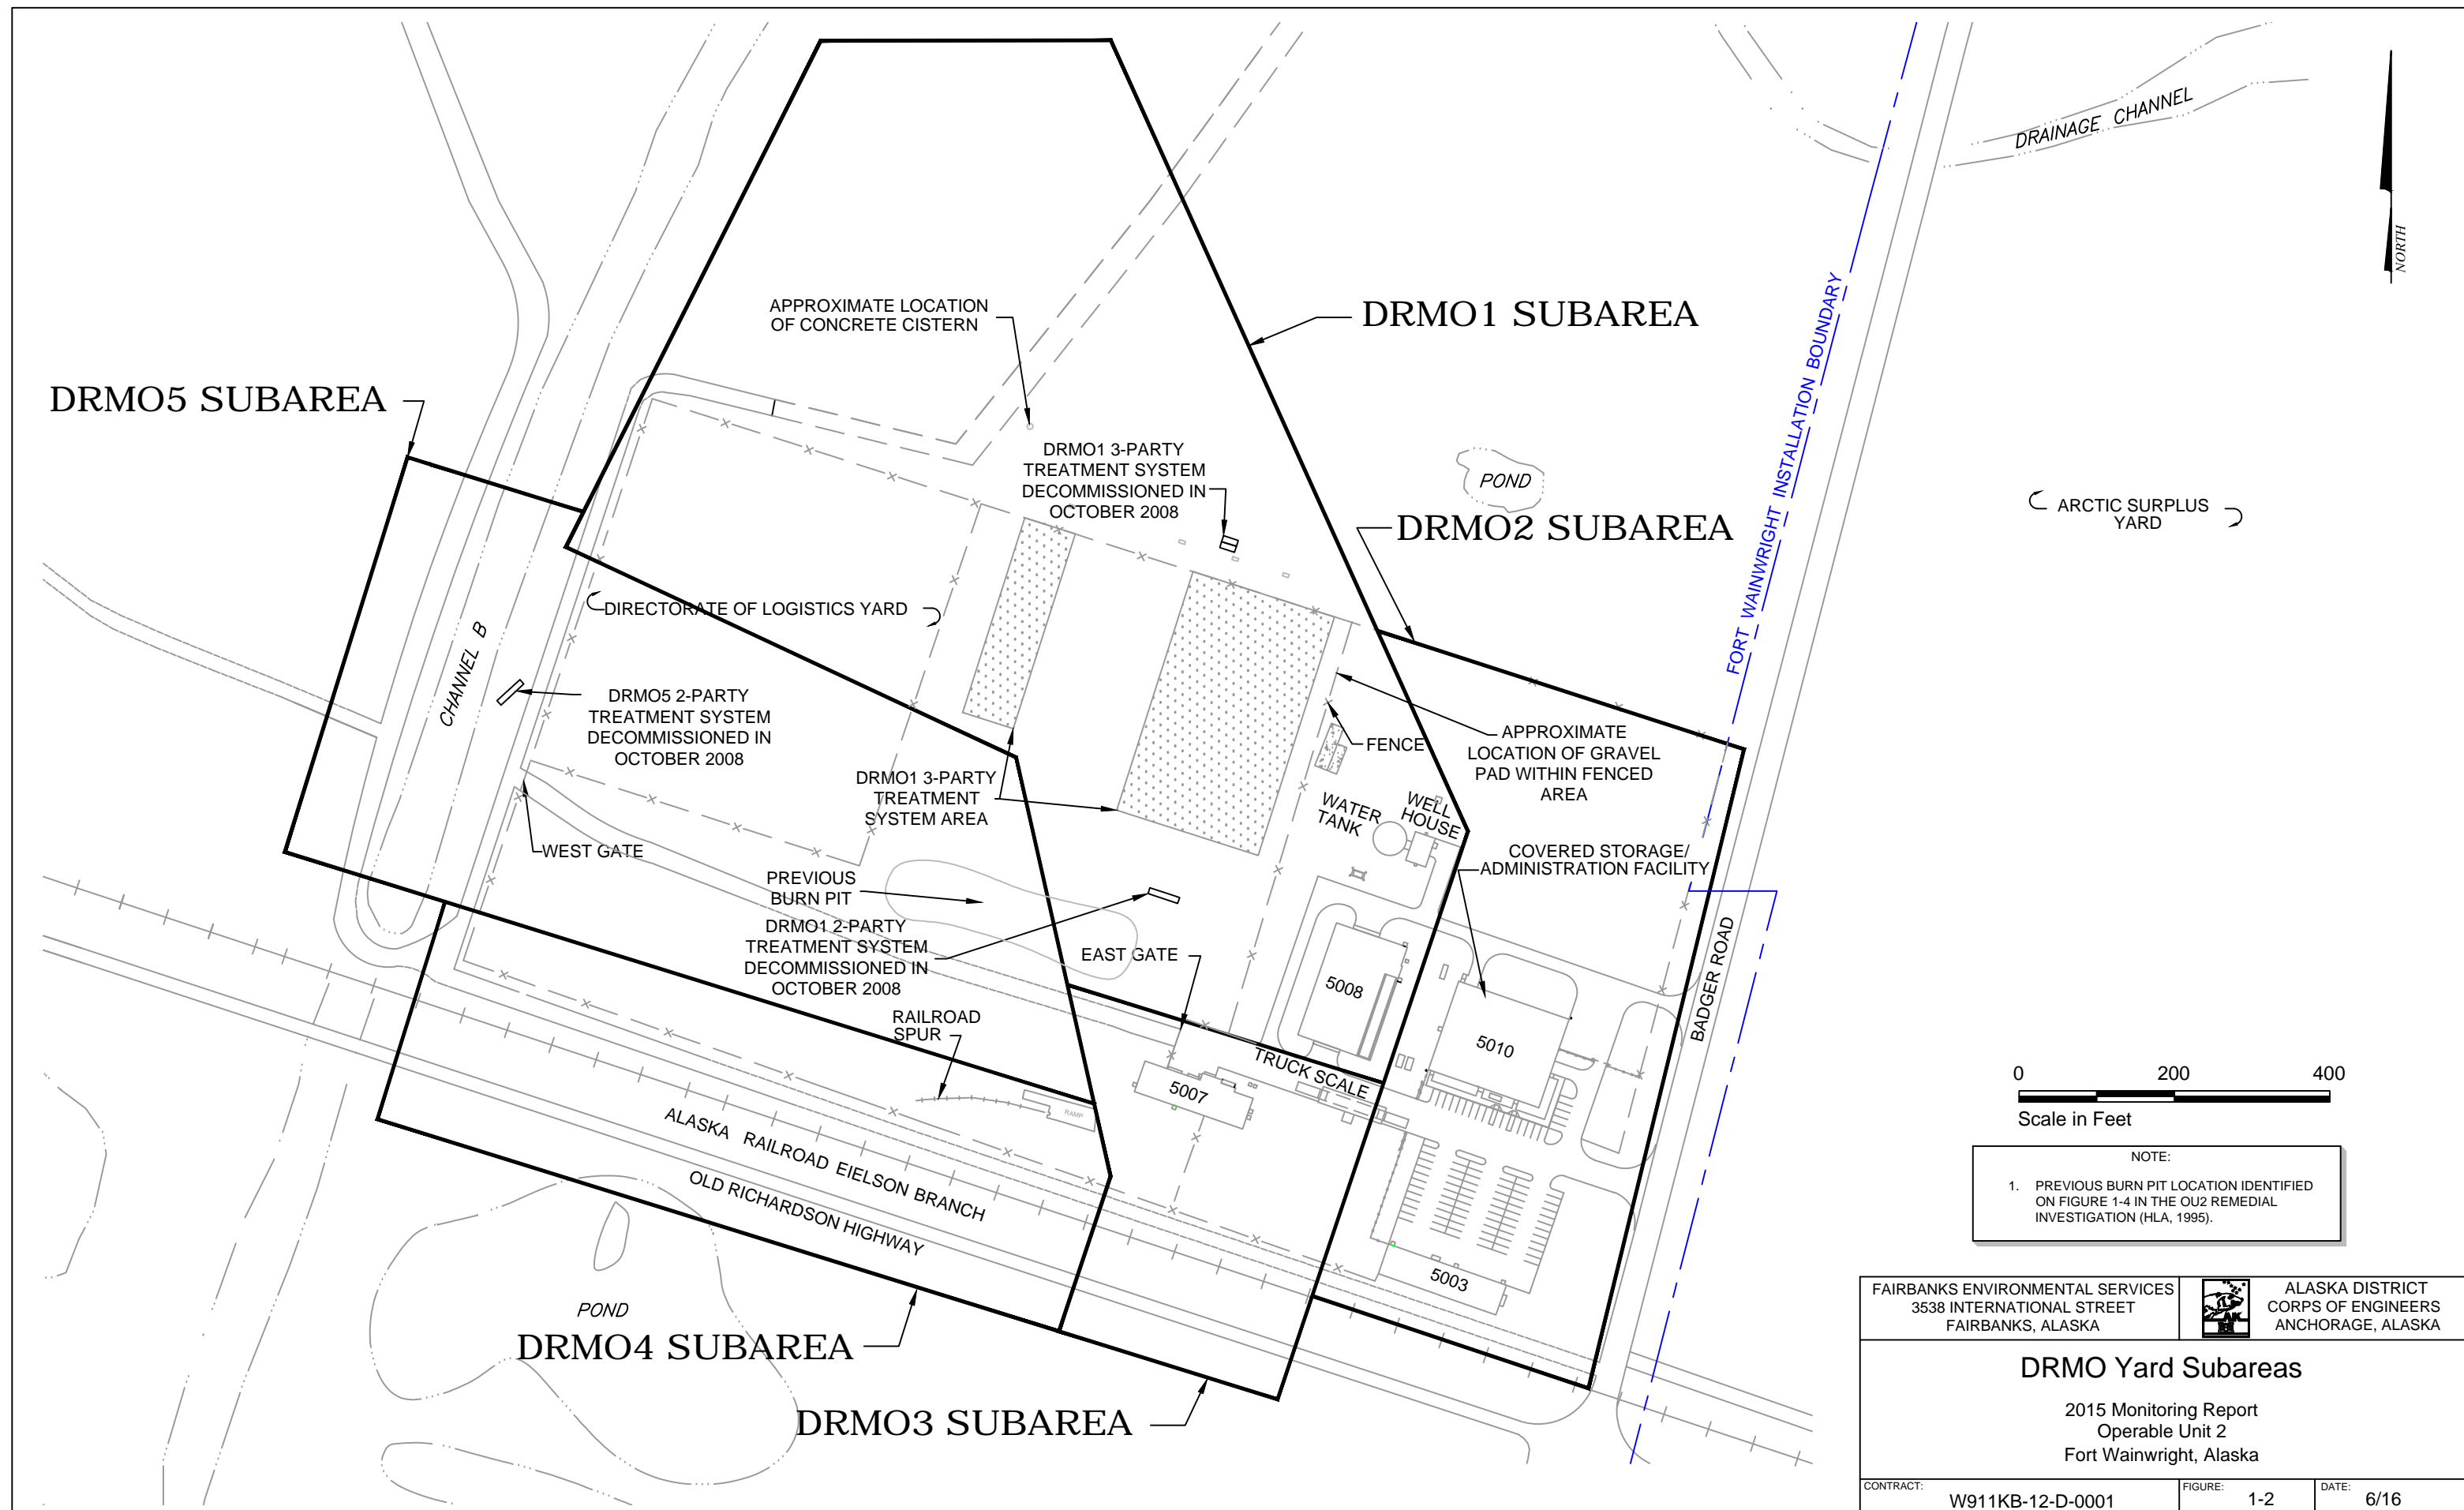 DRAINAGE CHANNEL
NORTH
APPROXIMATE LOCATION
OF CONCRETE CISTERN
DRMO1 SUBAREA
FORT WAINWRIGHT INSTALLATION BOUNDARY
DRMO5 SUBAREA
DRMO1 3-PARTY
TREATMENT SYSTEM
DECOMMISSIONED IN
OCTOBER 2008
POND
DRMO2 SUBAREA
ARCTIC SURPLUS
YARD
DIRECTORATE OF LOGISTICS YARD
CHANNEL B
DRMO5 2-PARTY
TREATMENT SYSTEM
DECOMMISSIONED IN
OCTOBER 2008
FENCE
APPROXIMATE
LOCATION OF GRAVEL
PAD WITHIN FENCED
AREA
DRMO1 3-PARTY
TREATMENT
SYSTEM AREA
WATER
TANK
WELL
HOUSE
WEST GATE
COVERED STORAGE/
ADMINISTRATION FACILITY
PREVIOUS
BURN PIT
DRMO1 2-PARTY
TREATMENT SYSTEM
DECOMMISSIONED IN
OCTOBER 2008
EAST GATE
5008
5010
BADGER ROAD
RAILROAD
SPUR
TRUCK SCALE
5007
RAMP
ALASKA RAILROAD EIELSON BRANCH
OLD RICHARDSON HIGHWAY
5003
POND
DRMO4 SUBAREA
DRMO3 SUBAREA
0 200 400
Scale in Feet
NOTE:
1. PREVIOUS BURN PIT LOCATION IDENTIFIED
ON FIGURE 1-4 IN THE OU2 REMEDIAL
INVESTIGATION (HLA, 1995).
FAIRBANKS ENVIRONMENTAL SERVICES
3538 INTERNATIONAL STREET
FAIRBANKS, ALASKA
AK
ALASKA DISTRICT
CORPS OF ENGINEERS
ANCHORAGE, ALASKA
DRMO Yard Subareas
2015 Monitoring Report
Operable Unit 2
Fort Wainwright, Alaska
CONTRACT: W911KB-12-D-0001
FIGURE: 1-2
DATE: 6/16